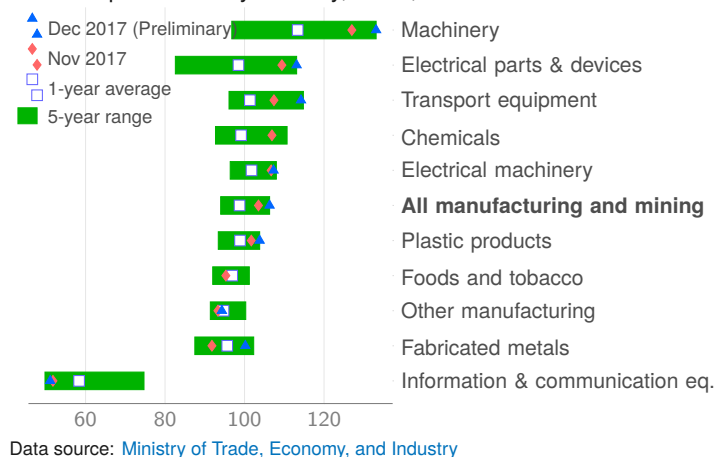 Dec 2017 (Preliminary)
Nov 2017
1-year average
5-year range
Machinery
Electrical parts & devices
Transport equipment
Chemicals
Electrical machinery
All manufacturing and mining
Plastic products
Foods and tobacco
Other manufacturing
Fabricated metals
Information & communication eq.
60 80 100 120
Data source: Ministry of Trade, Economy, and Industry